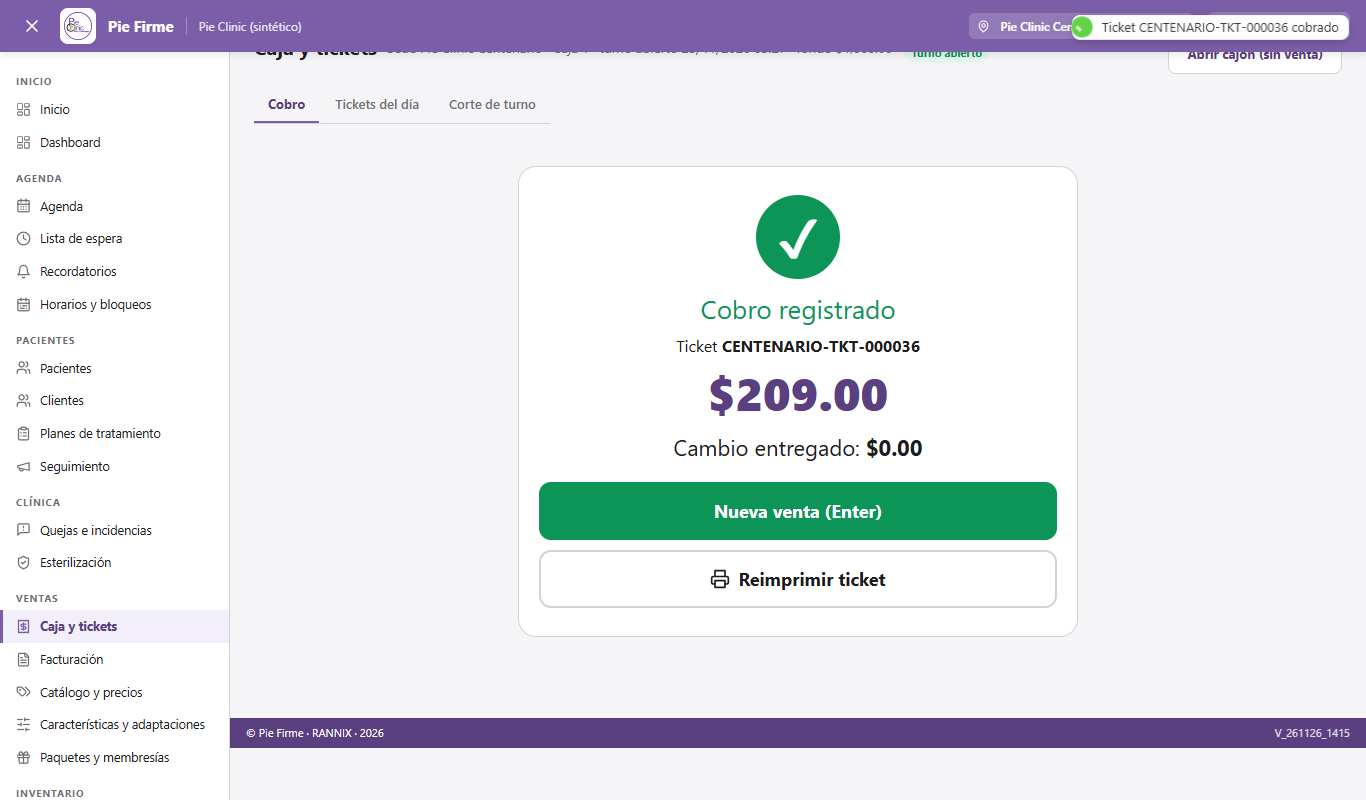 Pie Firme
Pie Clinic (sintético)
Pie Clinic Cen
Ticket CENTENARIO-TKT-000036 cobrado
INICIO
Inicio
Dashboard
AGENDA
Agenda
Lista de espera
Recordatorios
Horarios y bloqueos
PACIENTES
Pacientes
Clientes
Planes de tratamiento
Seguimiento
CLÍNICA
Quejas e incidencias
Esterilización
VENTAS
Caja y tickets
Facturación
Catálogo y precios
Características y adaptaciones
Paquetes y membresías
INVENTARIO
Caja y tickets
Turno abierto
Abrir cajón (sin venta)
Cobro
Tickets del día
Corte de turno
Cobro registrado
Ticket CENTENARIO-TKT-000036
$209.00
Cambio entregado: $0.00
Nueva venta (Enter)
Reimprimir ticket
© Pie Firme · RANNIX · 2026
V_261126_1415